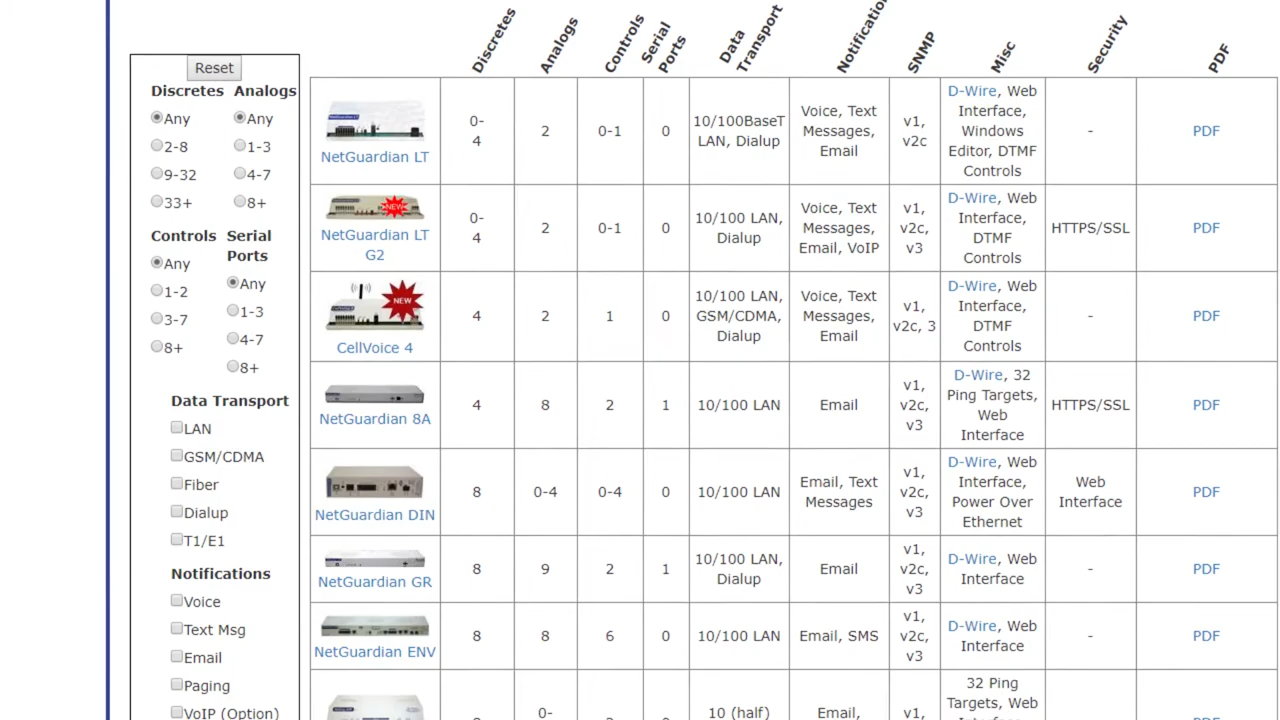 Discretes
Analogs
Controls
Serial
Ports
Data
Transport
Notification
SNMP
Misc
Security
PDF
Reset
Discretes Analogs
Any Any
2-8 1-3
9-32 4-7
33+ 8+
Controls Serial
Ports
Any Any
1-2 1-3
3-7 4-7
8+ 8+
Data Transport
LAN
GSM/CDMA
Fiber
Dialup
T1/E1
Notifications
Voice
Text Msg
Email
Paging
VoIP (Option)
NetGuardian LT
0-
4
2
0-1
0
10/100BaseT
LAN, Dialup
Voice, Text
Messages,
Email
v1,
v2c
D-Wire, Web
Interface,
Windows
Editor, DTMF
Controls
-
PDF
NEW
NetGuardian LT
G2
0-
4
2
0-1
0
10/100 LAN,
Dialup
Voice, Text
Messages,
Email, VoIP
v1,
v2c,
v3
D-Wire, Web
Interface,
DTMF
Controls
HTTPS/SSL
PDF
NEW
CellVoice 4
4
2
1
0
10/100 LAN,
GSM/CDMA,
Dialup
Voice, Text
Messages,
Email
v1,
v2c, 3
D-Wire, Web
Interface,
DTMF
Controls
-
PDF
NetGuardian 8A
4
8
2
1
10/100 LAN
Email
v1,
v2c,
v3
D-Wire, 32
Ping Targets,
Web
Interface
HTTPS/SSL
PDF
NetGuardian DIN
8
0-4
0-4
0
10/100 LAN
Email, Text
Messages
v1,
v2c,
v3
D-Wire, Web
Interface,
Power Over
Ethernet
Web
Interface
PDF
NetGuardian GR
8
9
2
1
10/100 LAN,
Dialup
Email
v1,
v2c,
v3
D-Wire, Web
Interface
-
PDF
NetGuardian ENV
8
8
6
0
10/100 LAN
Email, SMS
v1,
v2c,
v3
D-Wire, Web
Interface
-
PDF
0-
10 (half)
Email,
v1,
32 Ping
Targets, Web